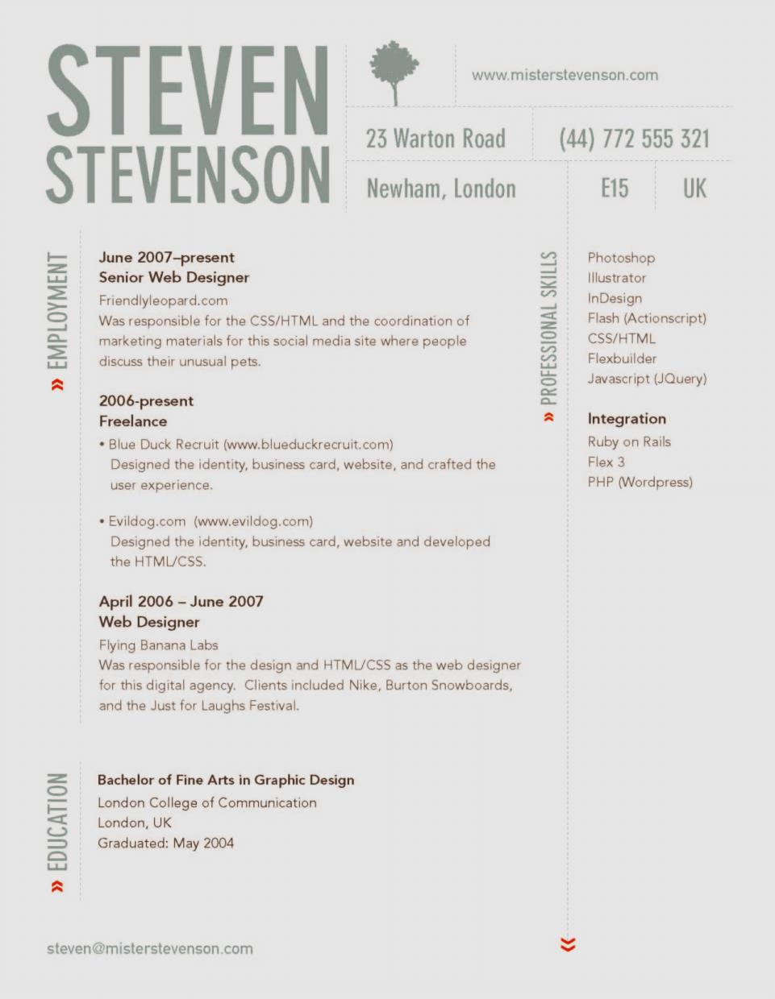 STEVEN
STEVENSON
www.misterstevenson.com
23 Warton Road
(44) 772 555 321
Newham, London
E15
UK
EMPLOYMENT
June 2007–present
Senior Web Designer
Friendlyleopard.com
Was responsible for the CSS/HTML and the coordination of
marketing materials for this social media site where people
discuss their unusual pets.
2006-present
Freelance
• Blue Duck Recruit (www.blueduckrecruit.com)
Designed the identity, business card, website, and crafted the
user experience.
• Evildog.com (www.evildog.com)
Designed the identity, business card, website and developed
the HTML/CSS.
April 2006 – June 2007
Web Designer
Flying Banana Labs
Was responsible for the design and HTML/CSS as the web designer
for this digital agency. Clients included Nike, Burton Snowboards,
and the Just for Laughs Festival.
PROFESSIONAL SKILLS
Photoshop
Illustrator
InDesign
Flash (Actionscript)
CSS/HTML
Flexbuilder
Javascript (JQuery)
Integration
Ruby on Rails
Flex 3
PHP (Wordpress)
EDUCATION
Bachelor of Fine Arts in Graphic Design
London College of Communication
London, UK
Graduated: May 2004
steven@misterstevenson.com